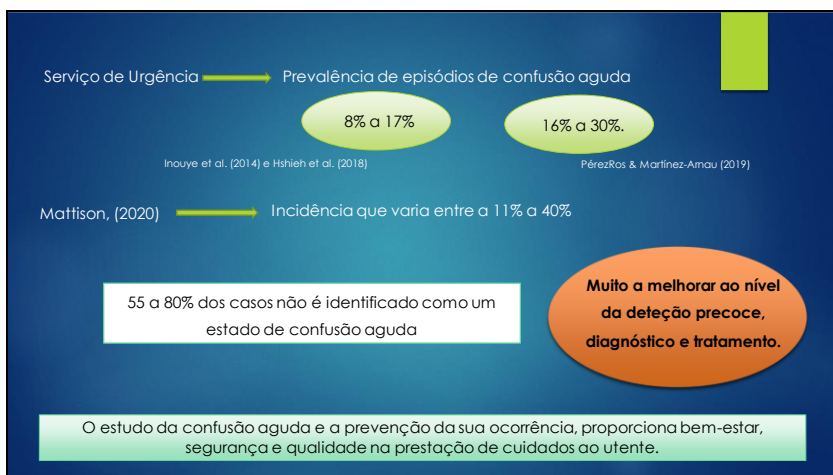 Serviço de Urgência
Prevalência de episódios de confusão aguda
8% a 17%
16% a 30%.
Inouye et al. (2014) e Hshieh et al. (2018)
PérezRos & Martínez-Arnau (2019)
Mattison, (2020)
Incidência que varia entre a 11% a 40%
55 a 80% dos casos não é identificado como um
estado de confusão aguda
Muito a melhorar ao nível
da deteção precoce,
diagnóstico e tratamento.
O estudo da confusão aguda e a prevenção da sua ocorrência, proporciona bem-estar,
segurança e qualidade na prestação de cuidados ao utente.